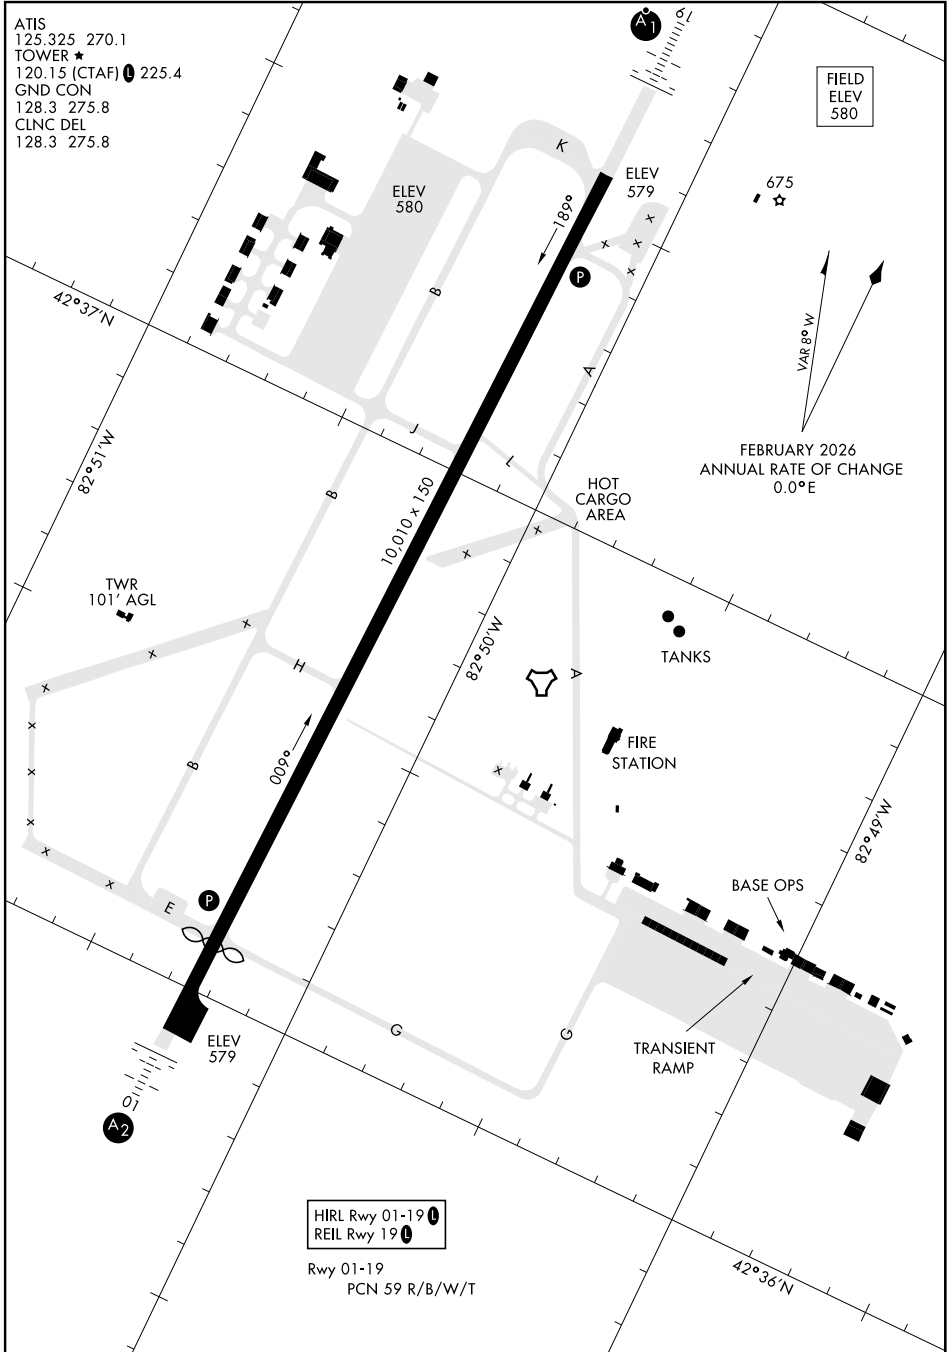 ATIS
125.325 270.1
TOWER ★
120.15 (CTAF) L 225.4
GND CON
128.3 275.8
CLNC DEL
128.3 275.8
A1
19
FIELD
ELEV
580
K
ELEV
579
675
ELEV
580
189°
x
x
x
x
P
B
42°37'N
VAR 8° W
A
J
FEBRUARY 2026
ANNUAL RATE OF CHANGE
0.0° E
82°51'W
L
B
10,010 x 150
HOT
CARGO
AREA
x
x
TWR
101' AGL
x
x
x
TANKS
82°50'W
H
A
x
FIRE
STATION
009°
B
x
x
x
82°49'W
x
x
BASE OPS
E
P
G
G
ELEV
579
TRANSIENT
RAMP
01
A2
HIRL Rwy 01-19 L
REIL Rwy 19 L
Rwy 01-19
PCN 59 R/B/W/T
42°36'N